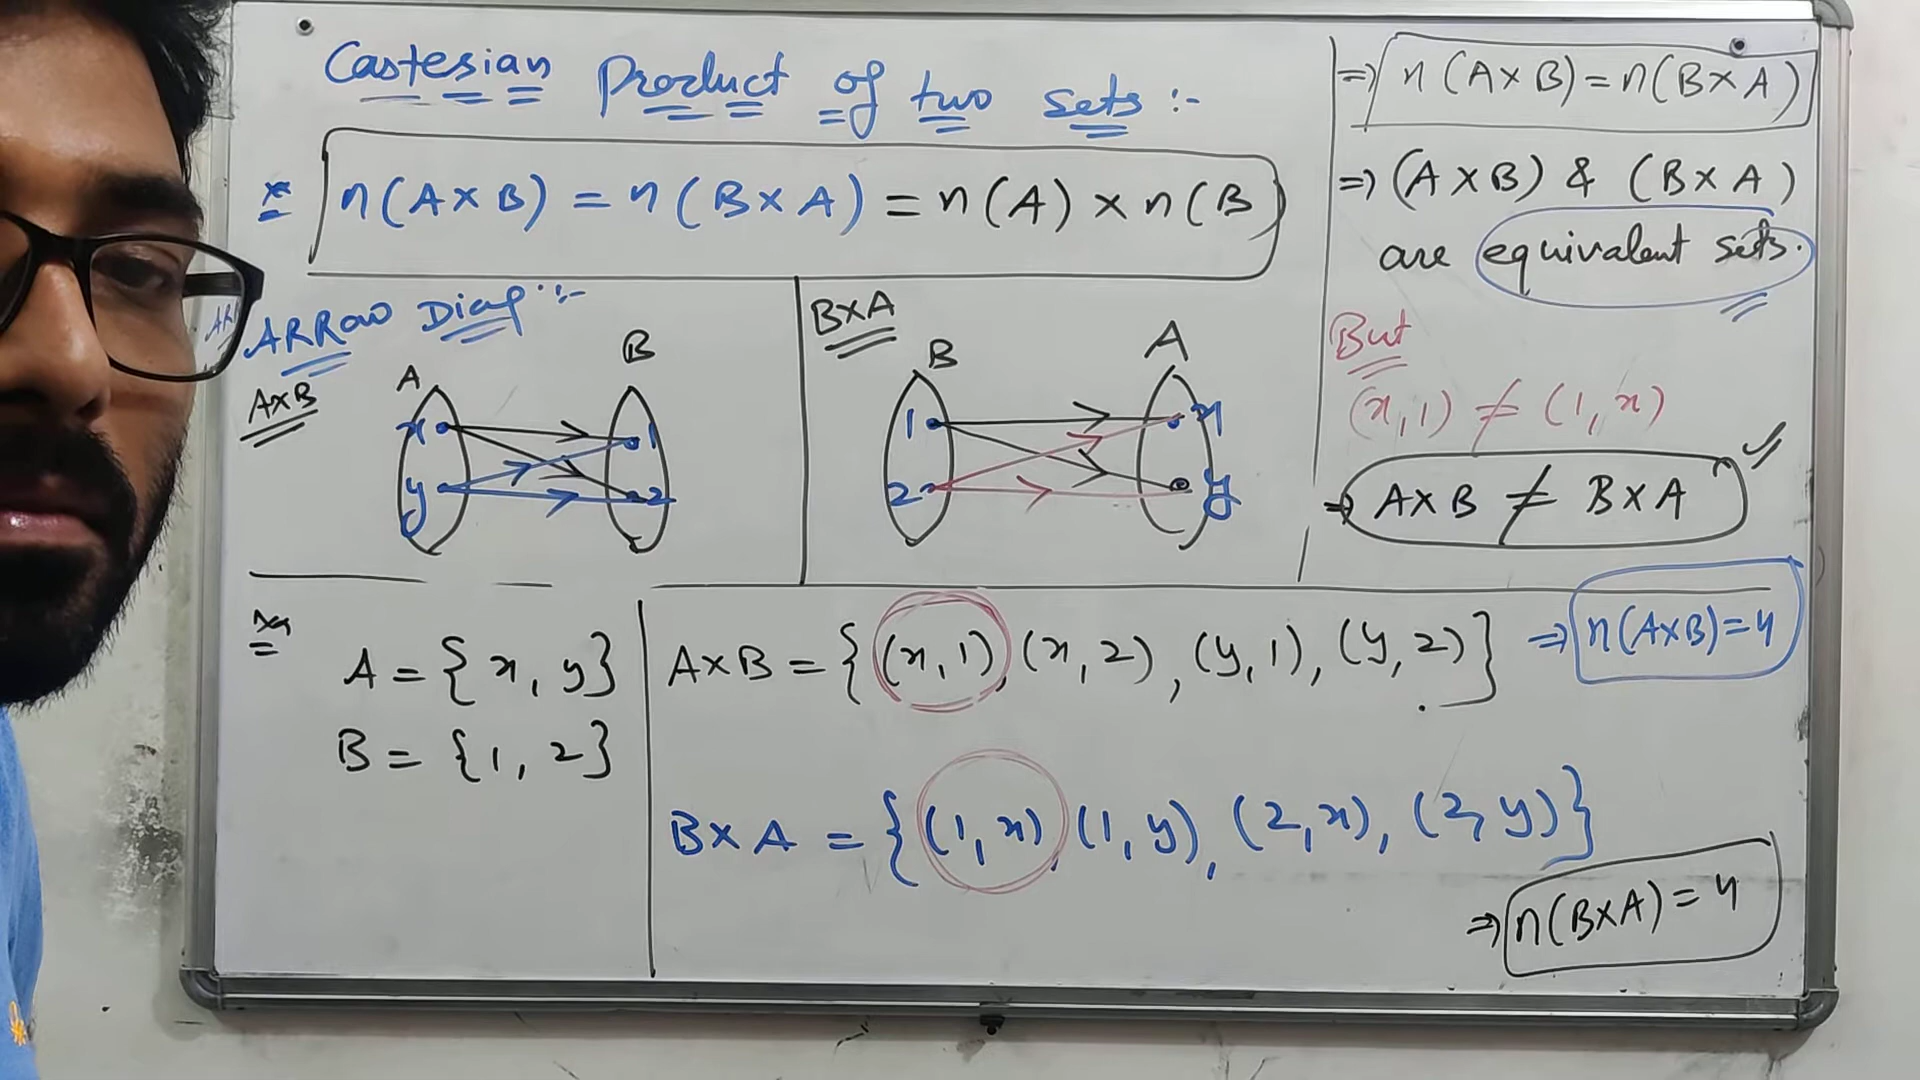 Cartesian Product of two sets :-
n(A×B) = n(B×A) = n(A) × n(B)
ARROW Diag :-
A×B
A
B
x
1
y
2
B×A
B
A
1
x
2
y
⇒ n(A×B) = n(B×A)
⇒ (A×B) & (B×A)
are equivalent sets.
But
(x,1) ≠ (1,x)
⇒ A×B ≠ B×A
A = {x, y}
B = {1, 2}
A×B = {(x,1), (x,2), (y,1), (y,2)}
⇒ n(A×B) = 4
B×A = {(1,x), (1,y), (2,x), (2,y)}
⇒ n(B×A) = 4